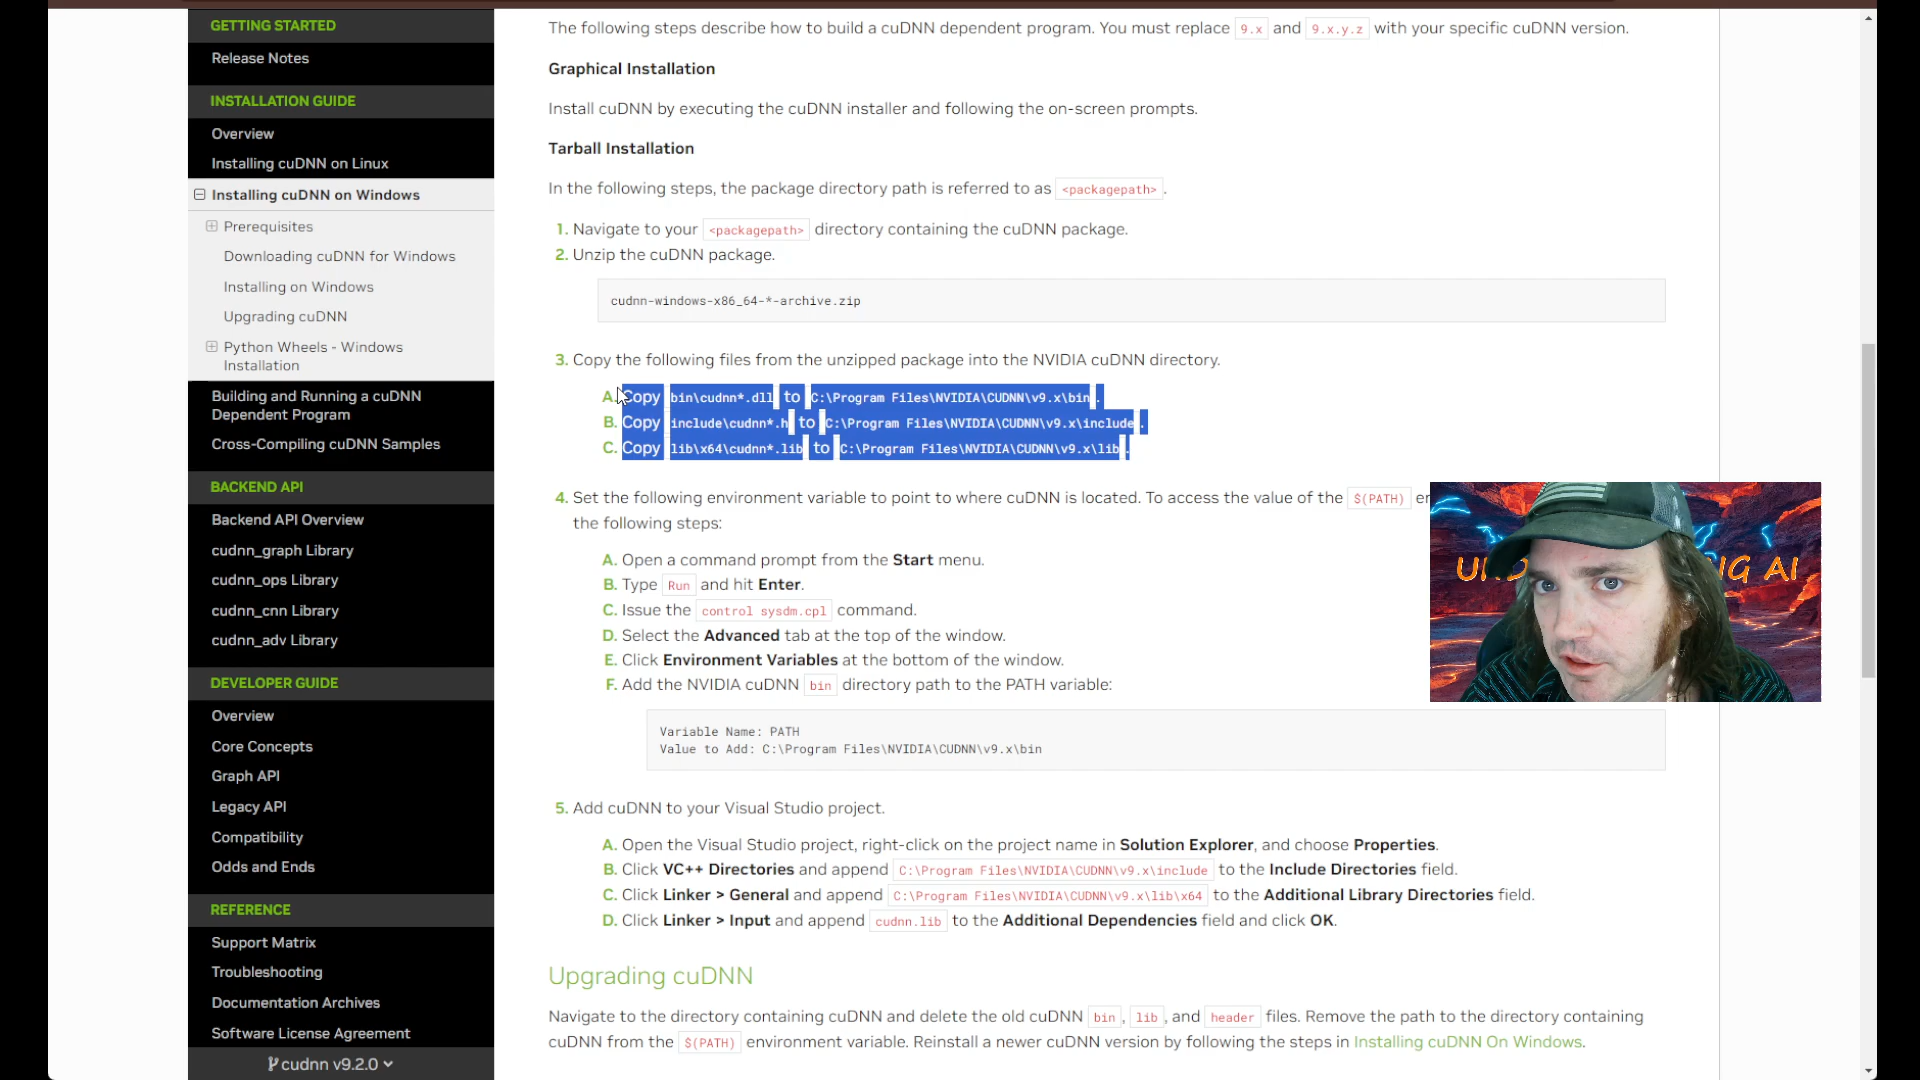 GETTING STARTED
Release Notes
INSTALLATION GUIDE
Overview
Installing cuDNN on Linux
Installing cuDNN on Windows
Prerequisites
Downloading cuDNN for Windows
Installing on Windows
Upgrading cuDNN
Python Wheels - Windows
Installation
Building and Running a cuDNN
Dependent Program
Cross-Compiling cuDNN Samples
BACKEND API
Backend API Overview
cudnn_graph Library
cudnn_ops Library
cudnn_cnn Library
cudnn_adv Library
DEVELOPER GUIDE
Overview
Core Concepts
Graph API
Legacy API
Compatibility
Odds and Ends
REFERENCE
Support Matrix
Troubleshooting
Documentation Archives
Software License Agreement
cudnn v9.2.0
The following steps describe how to build a cuDNN dependent program. You must replace 9.x and 9.x.y.z with your specific cuDNN version.
Graphical Installation
Install cuDNN by executing the cuDNN installer and following the on-screen prompts.
Tarball Installation
In the following steps, the package directory path is referred to as <packagepath>.
1. Navigate to your <packagepath> directory containing the cuDNN package.
2. Unzip the cuDNN package.
cudnn-windows-x86_64-*-archive.zip
3. Copy the following files from the unzipped package into the NVIDIA cuDNN directory.
A. Copy bin\cudnn*.dll to C:\Program Files\NVIDIA\CUDNN\v9.x\bin.
B. Copy include\cudnn*.h to C:\Program Files\NVIDIA\CUDNN\v9.x\include.
C. Copy lib\x64\cudnn*.lib to C:\Program Files\NVIDIA\CUDNN\v9.x\lib.
4. Set the following environment variable to point to where cuDNN is located. To access the value of the $(PATH)
the following steps:
A. Open a command prompt from the Start menu.
B. Type Run and hit Enter.
C. Issue the control sysdm.cpl command.
D. Select the Advanced tab at the top of the window.
E. Click Environment Variables at the bottom of the window.
F. Add the NVIDIA cuDNN bin directory path to the PATH variable:
Variable Name: PATH
Value to Add: C:\Program Files\NVIDIA\CUDNN\v9.x\bin
5. Add cuDNN to your Visual Studio project.
A. Open the Visual Studio project, right-click on the project name in Solution Explorer, and choose Properties.
B. Click VC++ Directories and append C:\Program Files\NVIDIA\CUDNN\v9.x\include to the Include Directories field.
C. Click Linker > General and append C:\Program Files\NVIDIA\CUDNN\v9.x\lib\x64 to the Additional Library Directories field.
D. Click Linker > Input and append cudnn.lib to the Additional Dependencies field and click OK.
Upgrading cuDNN
Navigate to the directory containing cuDNN and delete the old cuDNN bin, lib, and header files. Remove the path to the directory containing
cuDNN from the $(PATH) environment variable. Reinstall a newer cuDNN version by following the steps in Installing cuDNN On Windows.
AI